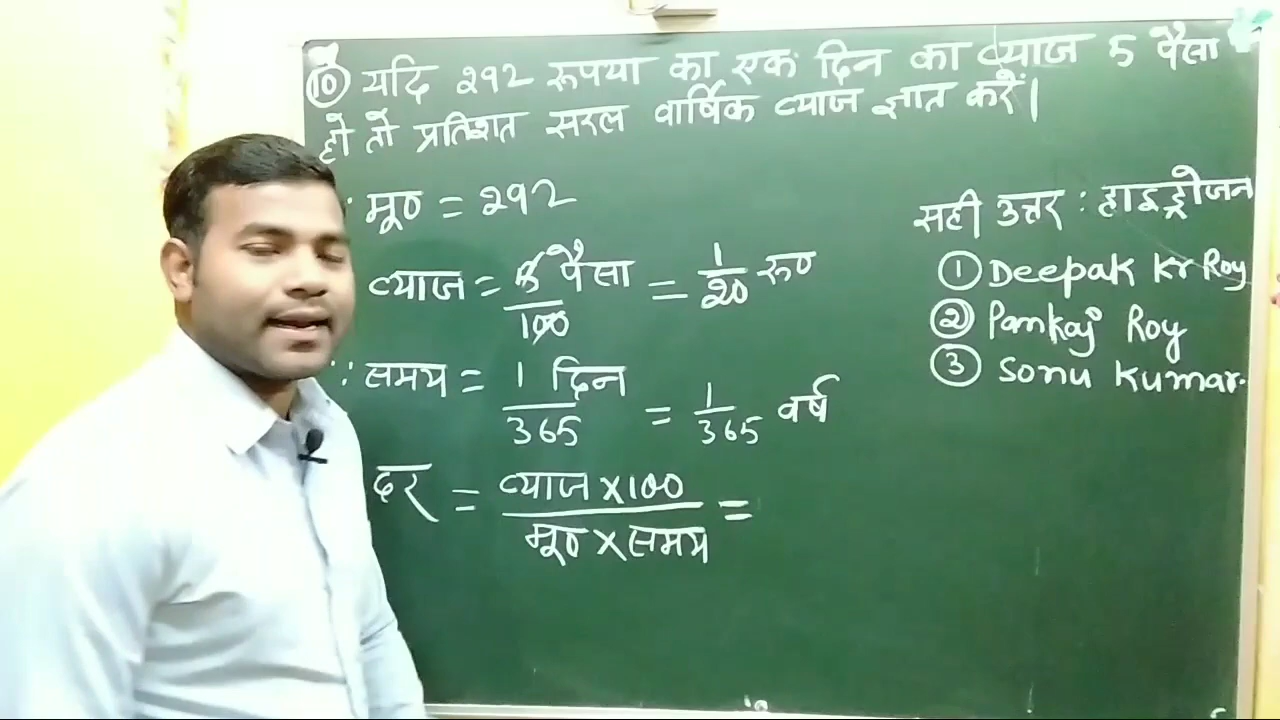 10 यदि २९२ रूपया का एक दिन का ब्याज 5 पैसा
हो तो प्रतिशत सरल वार्षिक ब्याज ज्ञात करें।
∵ मू० = २९२
ब्याज = 5 पैसा / 100 = 1/20 रू०
∵ समय = 1 दिन / 365 = 1/365 वर्ष
दर = ब्याज x 100 / मू० x समय =
सही उत्तर : हाइड्रोजन
1 Deepak Kr Roy
2 Pankaj Roy
3 Sonu Kumar.